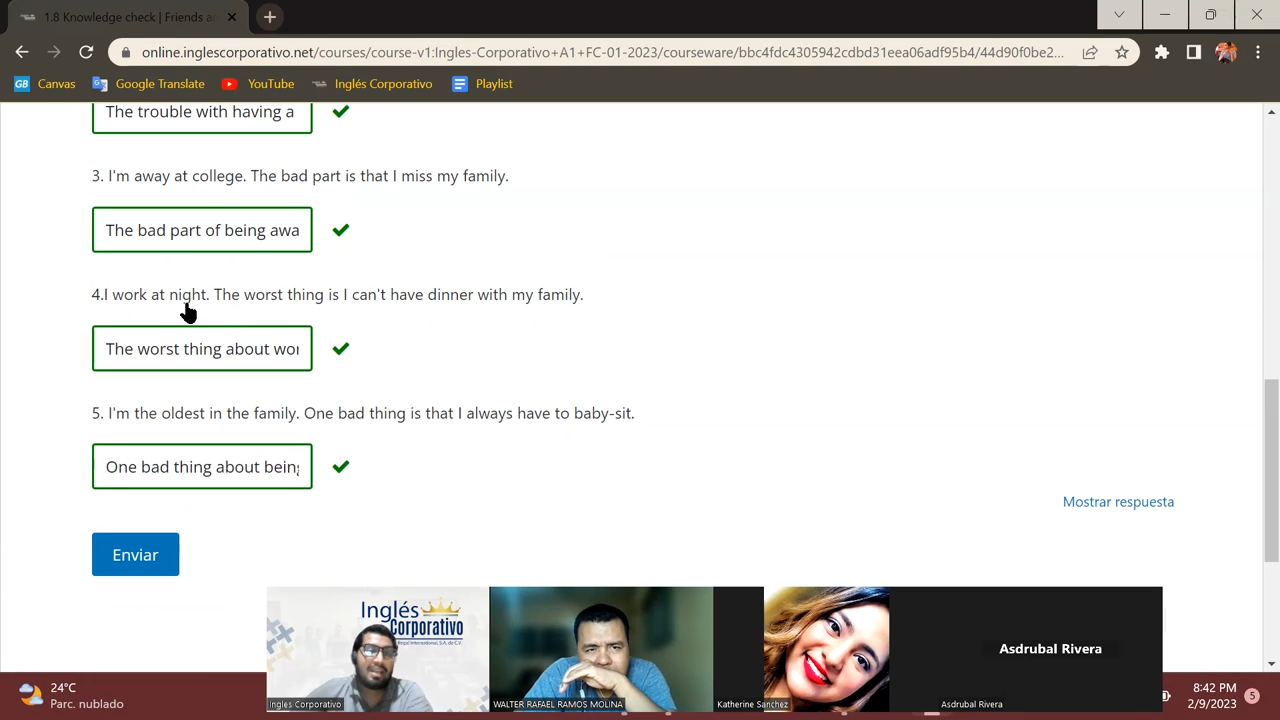 1.8 Knowledge check | Friends a
online.inglescorporativo.net/courses/course-v1:Ingles-Corporativo+A1+FC-01-2023/courseware/bbc4fdc4305942cdbd31eea06adf95b4/44d90f0be2...
GB Canvas Google Translate YouTube Inglés Corporativo Playlist
The trouble with having a
3. I'm away at college. The bad part is that I miss my family.
The bad part of being awa
4.I work at night. The worst thing is I can't have dinner with my family.
The worst thing about wor
5. I'm the oldest in the family. One bad thing is that I always have to baby-sit.
One bad thing about being
Mostrar respuesta
Enviar
Inglés
Corporativo
Asdrubal Rivera
Ingles Corporativo WALTER RAFAEL RAMOS MOLINA Katherine Sanchez Asdrubal Rivera
24°C
Parc. nublado
8:42 PM
2/9/2023
5